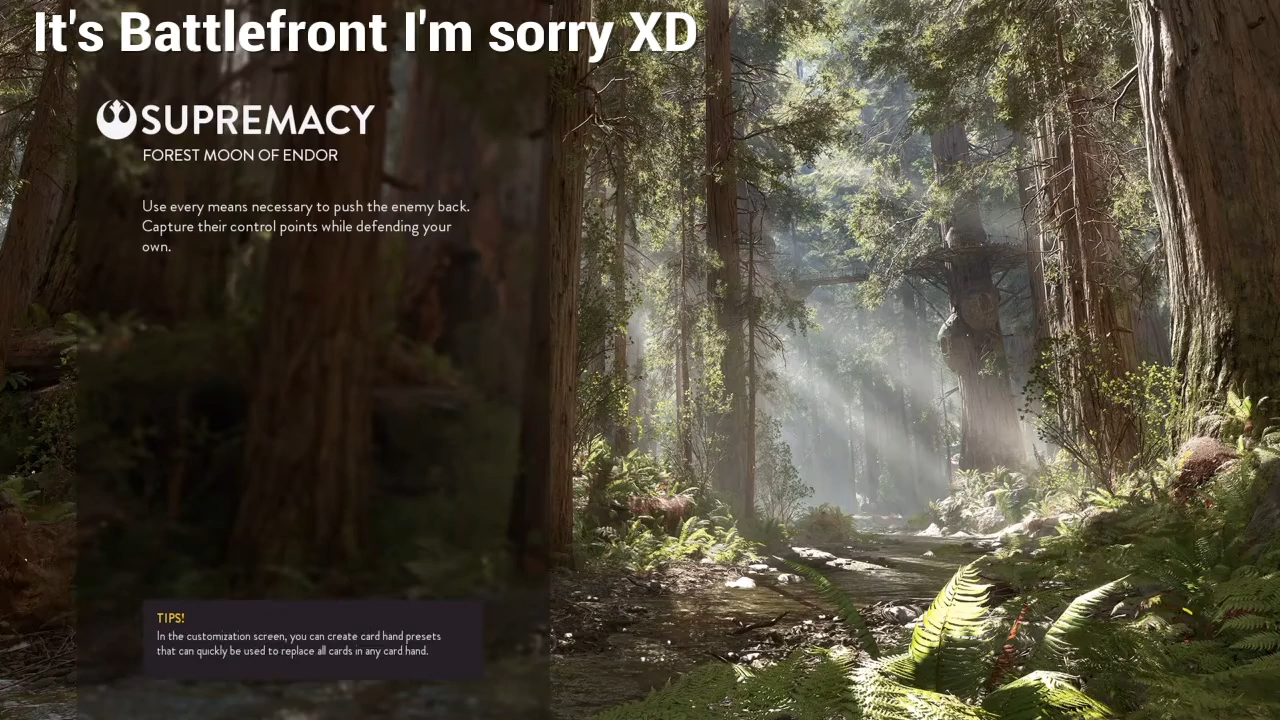 It's Battlefront I'm sorry XD
SUPREMACY
FOREST MOON OF ENDOR
Use every means necessary to push the enemy back.
Capture their control points while defending your
own.
TIPS!
In the customization screen, you can create card hand presets
that can quickly be used to replace all cards in any card hand.